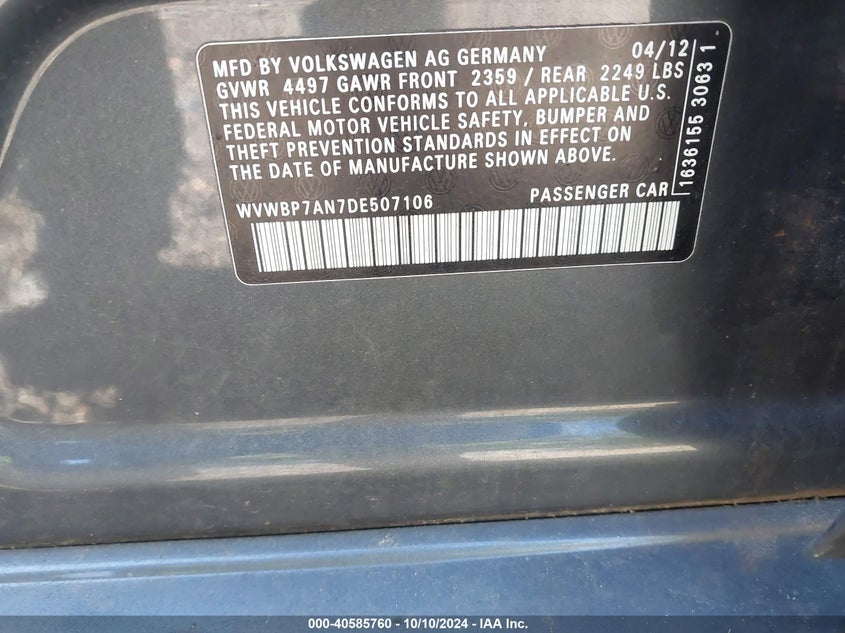 MFD BY VOLKSWAGEN AG GERMANY 04/12
GVWR 4497 GAWR FRONT 2359 / REAR 2249 LBS
THIS VEHICLE CONFORMS TO ALL APPLICABLE U.S.
FEDERAL MOTOR VEHICLE SAFETY, BUMPER AND
THEFT PREVENTION STANDARDS IN EFFECT ON
THE DATE OF MANUFACTURE SHOWN ABOVE.
WVWBP7AN7DE507106 PASSENGER CAR
1636155 3063 1
000-40585760 - 10/10/2024 - IAA Inc.